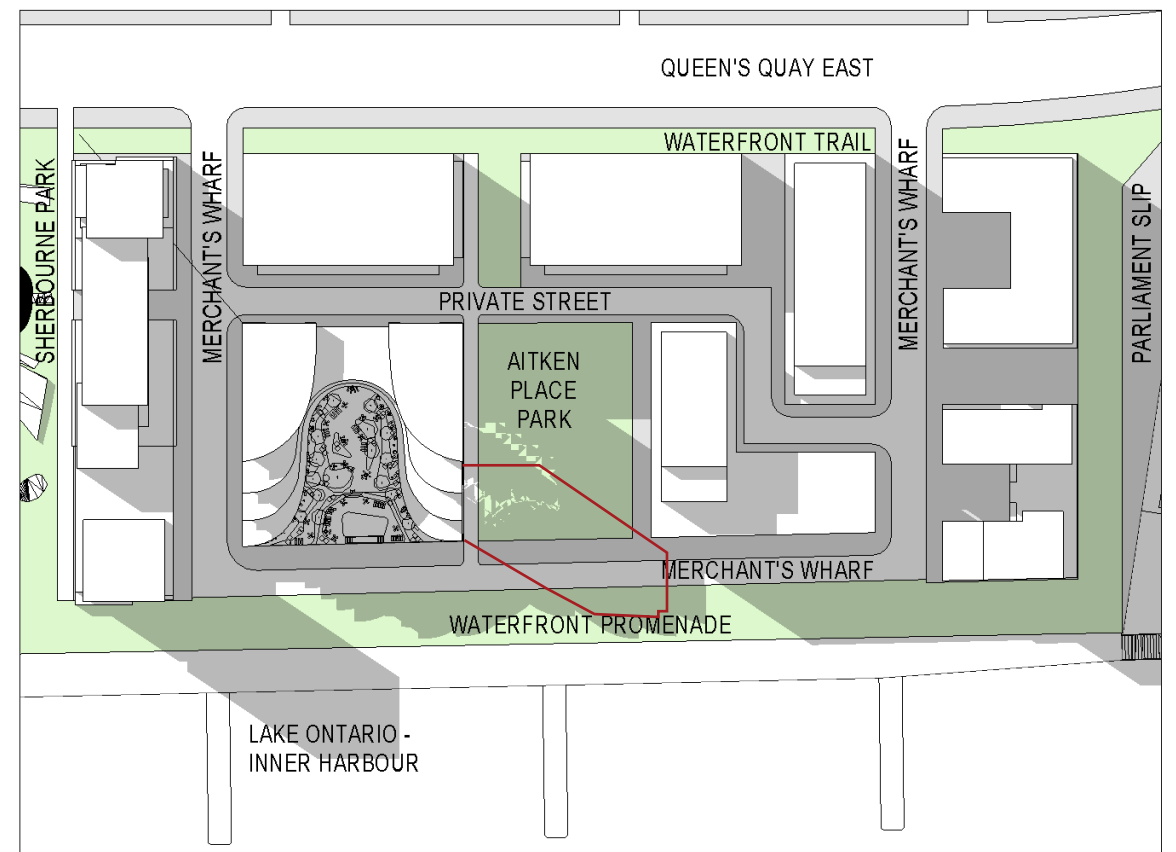 QUEEN'S QUAY EAST
WATERFRONT TRAIL
SHERBOURNE PARK
MERCHANT'S WHARF
MERCHANT'S WHARF
PARLIAMENT SLIP
PRIVATE STREET
AITKEN
PLACE
PARK
MERCHANT'S WHARF
WATERFRONT PROMENADE
LAKE ONTARIO -
INNER HARBOUR